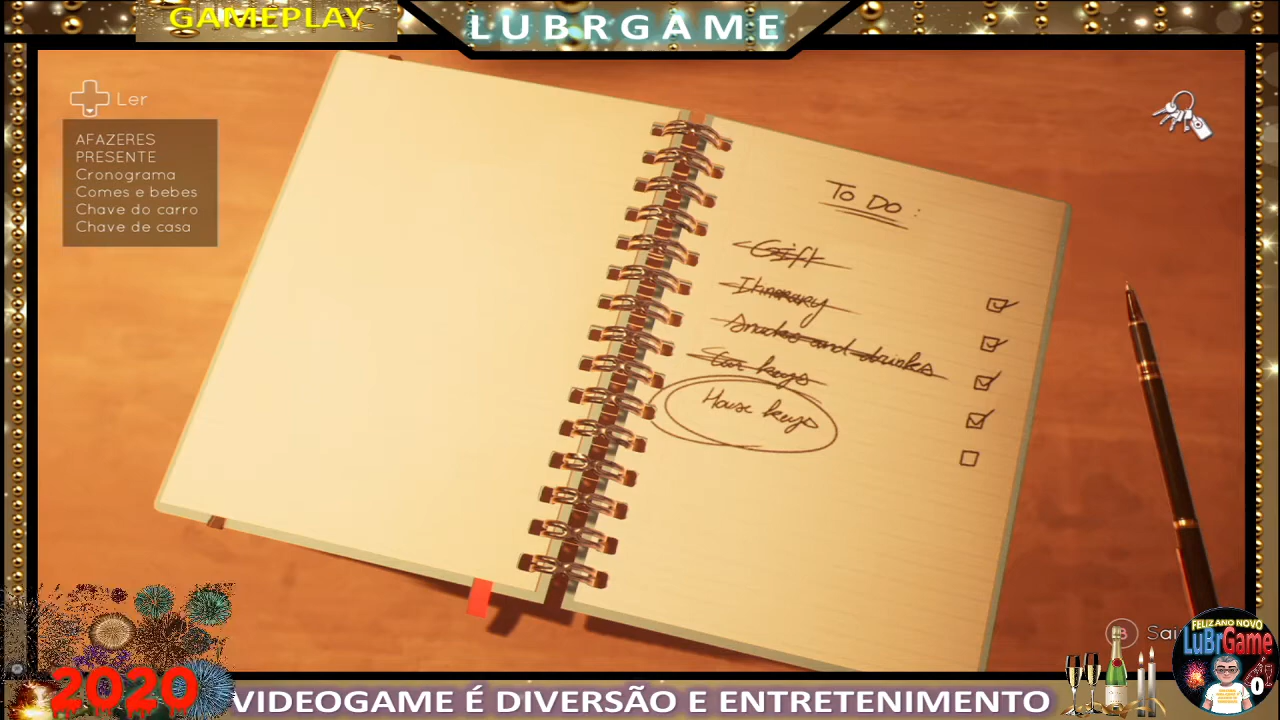 GAMEPLAY
LUBRGAME
Ler
AFAZERES
PRESENTE
Cronograma
Comes e bebes
Chave do carro
Chave de casa
TO DO :
Gift
Itinerary
Snacks and drinks
Car keys
House keys
B Sai
FELIZ ANO NOVO
LuBrGame
2020
VIDEOGAME É DIVERSÃO E ENTRETENIMENTO